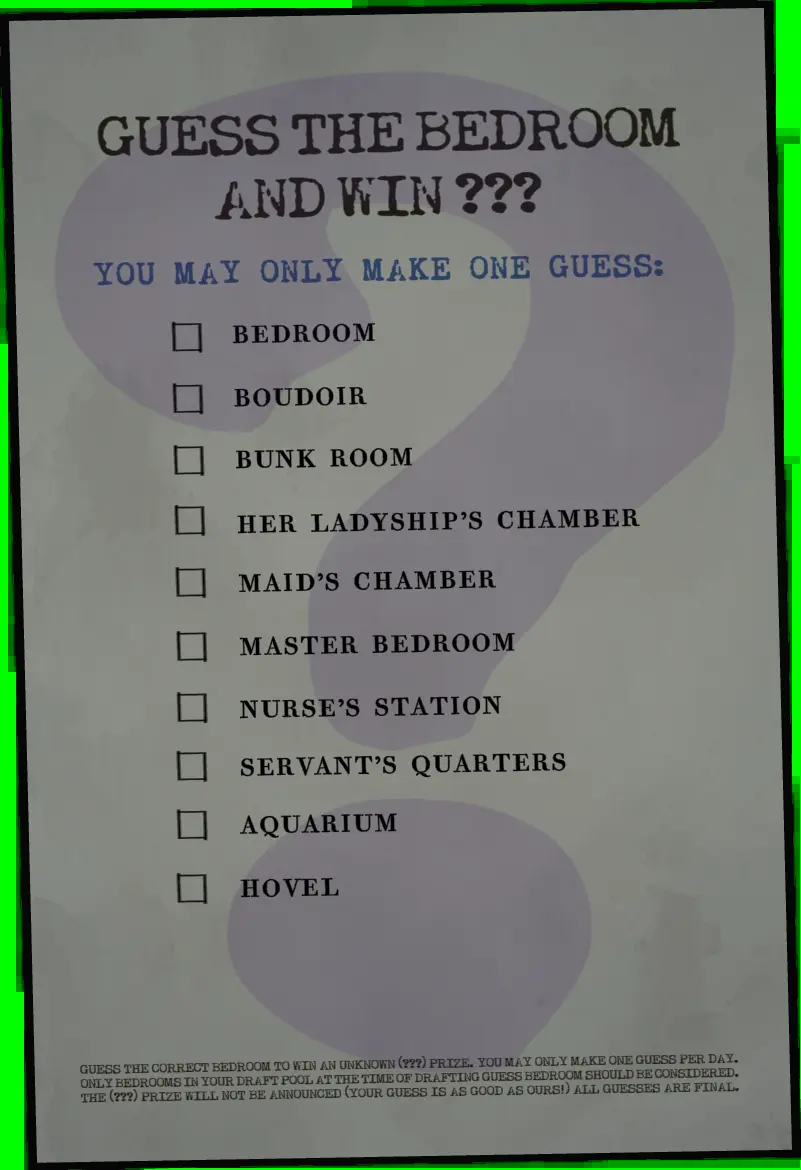 GUESS THE BEDROOM
AND WIN ???
YOU MAY ONLY MAKE ONE GUESS:
BEDROOM
BOUDOIR
BUNK ROOM
HER LADYSHIP'S CHAMBER
MAID'S CHAMBER
MASTER BEDROOM
NURSE'S STATION
SERVANT'S QUARTERS
AQUARIUM
HOVEL
GUESS THE CORRECT BEDROOM TO WIN AN UNKNOWN (???) PRIZE. YOU MAY ONLY MAKE ONE GUESS PER DAY.
ONLY BEDROOMS IN YOUR DRAFT POOL AT THE TIME OF DRAFTING GUESS BEDROOM SHOULD BE CONSIDERED.
THE (???) PRIZE WILL NOT BE ANNOUNCED (YOUR GUESS IS AS GOOD AS OURS!) ALL GUESSES ARE FINAL.